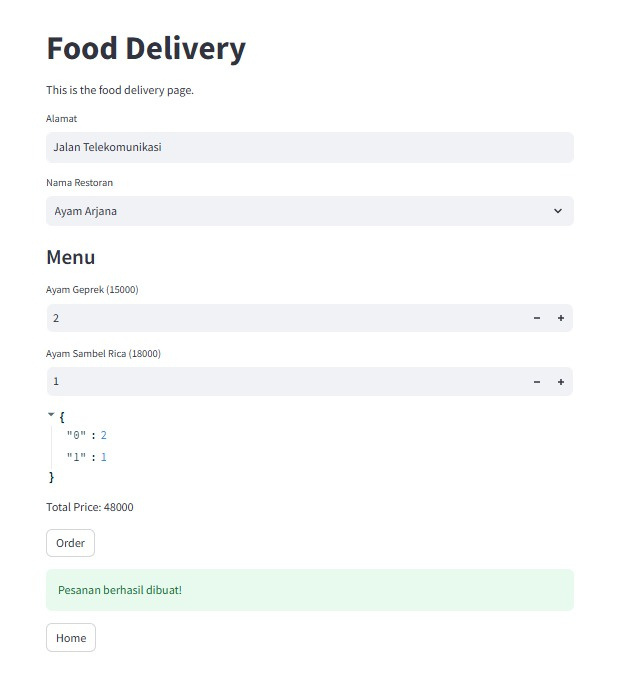 Food Delivery
This is the food delivery page.
Alamat
Jalan Telekomunikasi
Nama Restoran
Ayam Arjana
Menu
Ayam Geprek (15000)
2
Ayam Sambel Rica (18000)
1
{
"0" : 2
"1" : 1
}
Total Price: 48000
Order
Pesanan berhasil dibuat!
Home